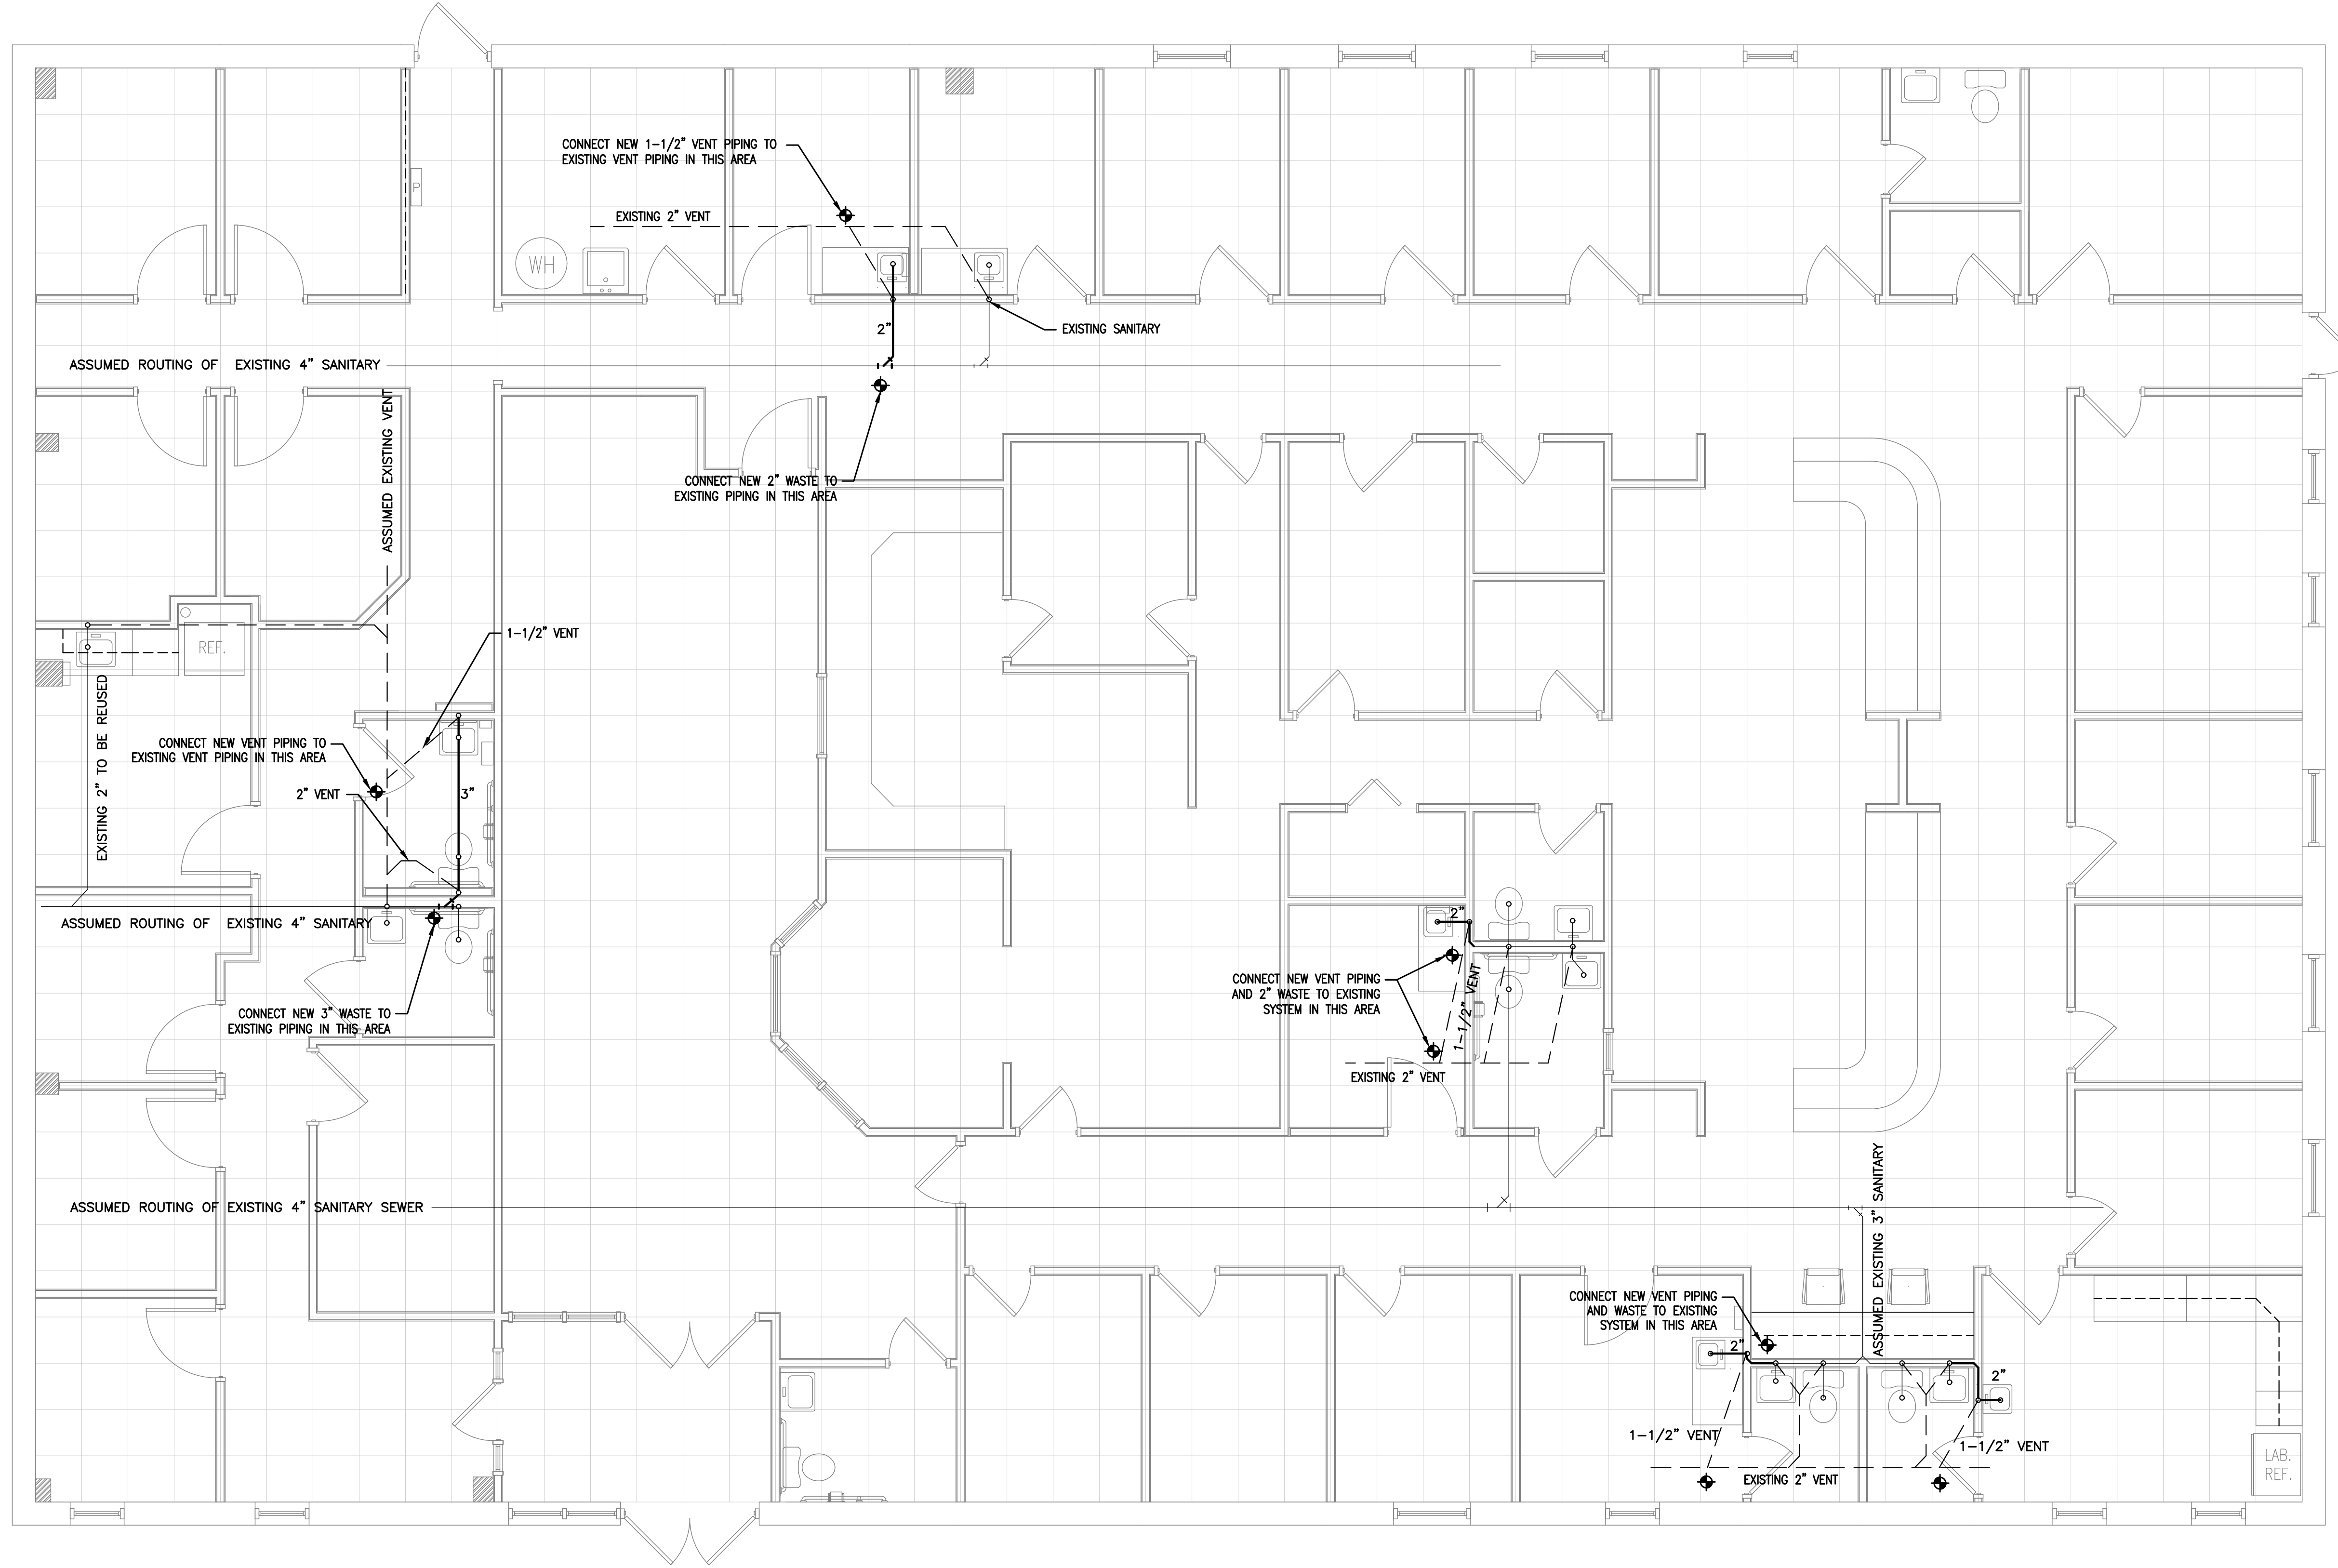 CONNECT NEW 1-1/2" VENT PIPING TO
EXISTING VENT PIPING IN THIS AREA
P
EXISTING 2" VENT
WH
2"
EXISTING SANITARY
ASSUMED ROUTING OF EXISTING 4" SANITARY
ASSUMED EXISTING VENT
CONNECT NEW 2" WASTE TO
EXISTING PIPING IN THIS AREA
1-1/2" VENT
REF.
EXISTING 2" TO BE REUSED
CONNECT NEW VENT PIPING TO
EXISTING VENT PIPING IN THIS AREA
2" VENT
3"
ASSUMED ROUTING OF EXISTING 4" SANITARY
2"
CONNECT NEW VENT PIPING
AND 2" WASTE TO EXISTING
SYSTEM IN THIS AREA
1-1/2" VENT
CONNECT NEW 3" WASTE TO
EXISTING PIPING IN THIS AREA
EXISTING 2" VENT
ASSUMED ROUTING OF EXISTING 4" SANITARY SEWER
ASSUMED EXISTING 3" SANITARY
CONNECT NEW VENT PIPING
AND WASTE TO EXISTING
SYSTEM IN THIS AREA
2"
2"
1-1/2" VENT
1-1/2" VENT
EXISTING 2" VENT
LAB.
REF.